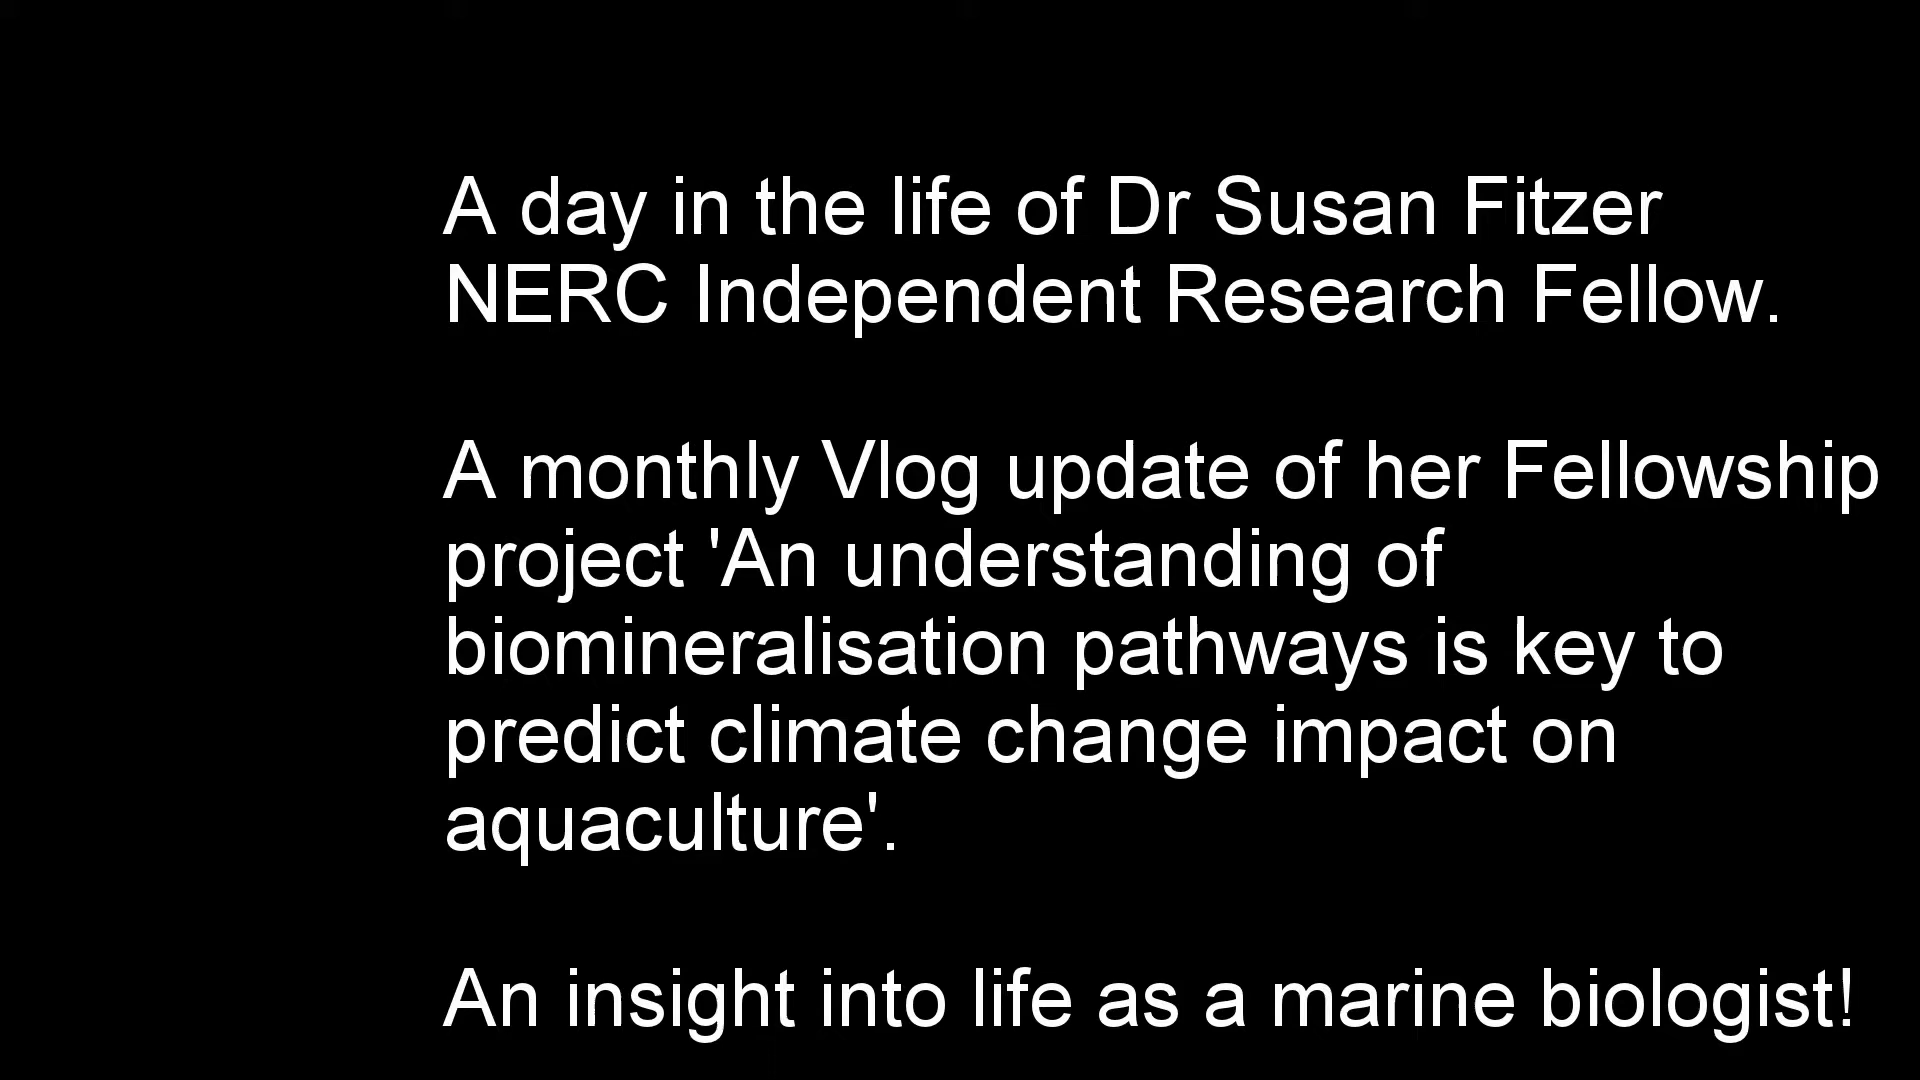 A day in the life of Dr Susan Fitzer
NERC Independent Research Fellow.
A monthly Vlog update of her Fellowship
project 'An understanding of
biomineralisation pathways is key to
predict climate change impact on
aquaculture'.
An insight into life as a marine biologist!